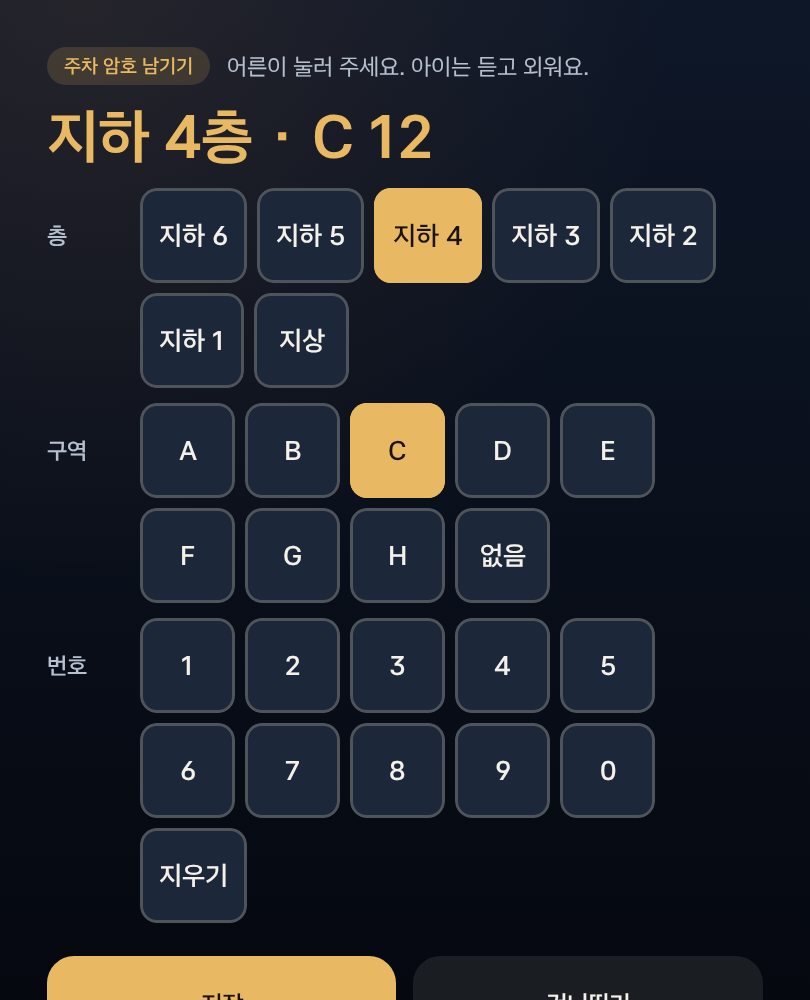 주차 암호 남기기 어른이 눌러 주세요. 아이는 듣고 외워요.
지하 4층 · C 12
층 지하 6 지하 5 지하 4 지하 3 지하 2
지하 1 지상
구역 A B C D E
F G H 없음
번호 1 2 3 4 5
6 7 8 9 0
지우기